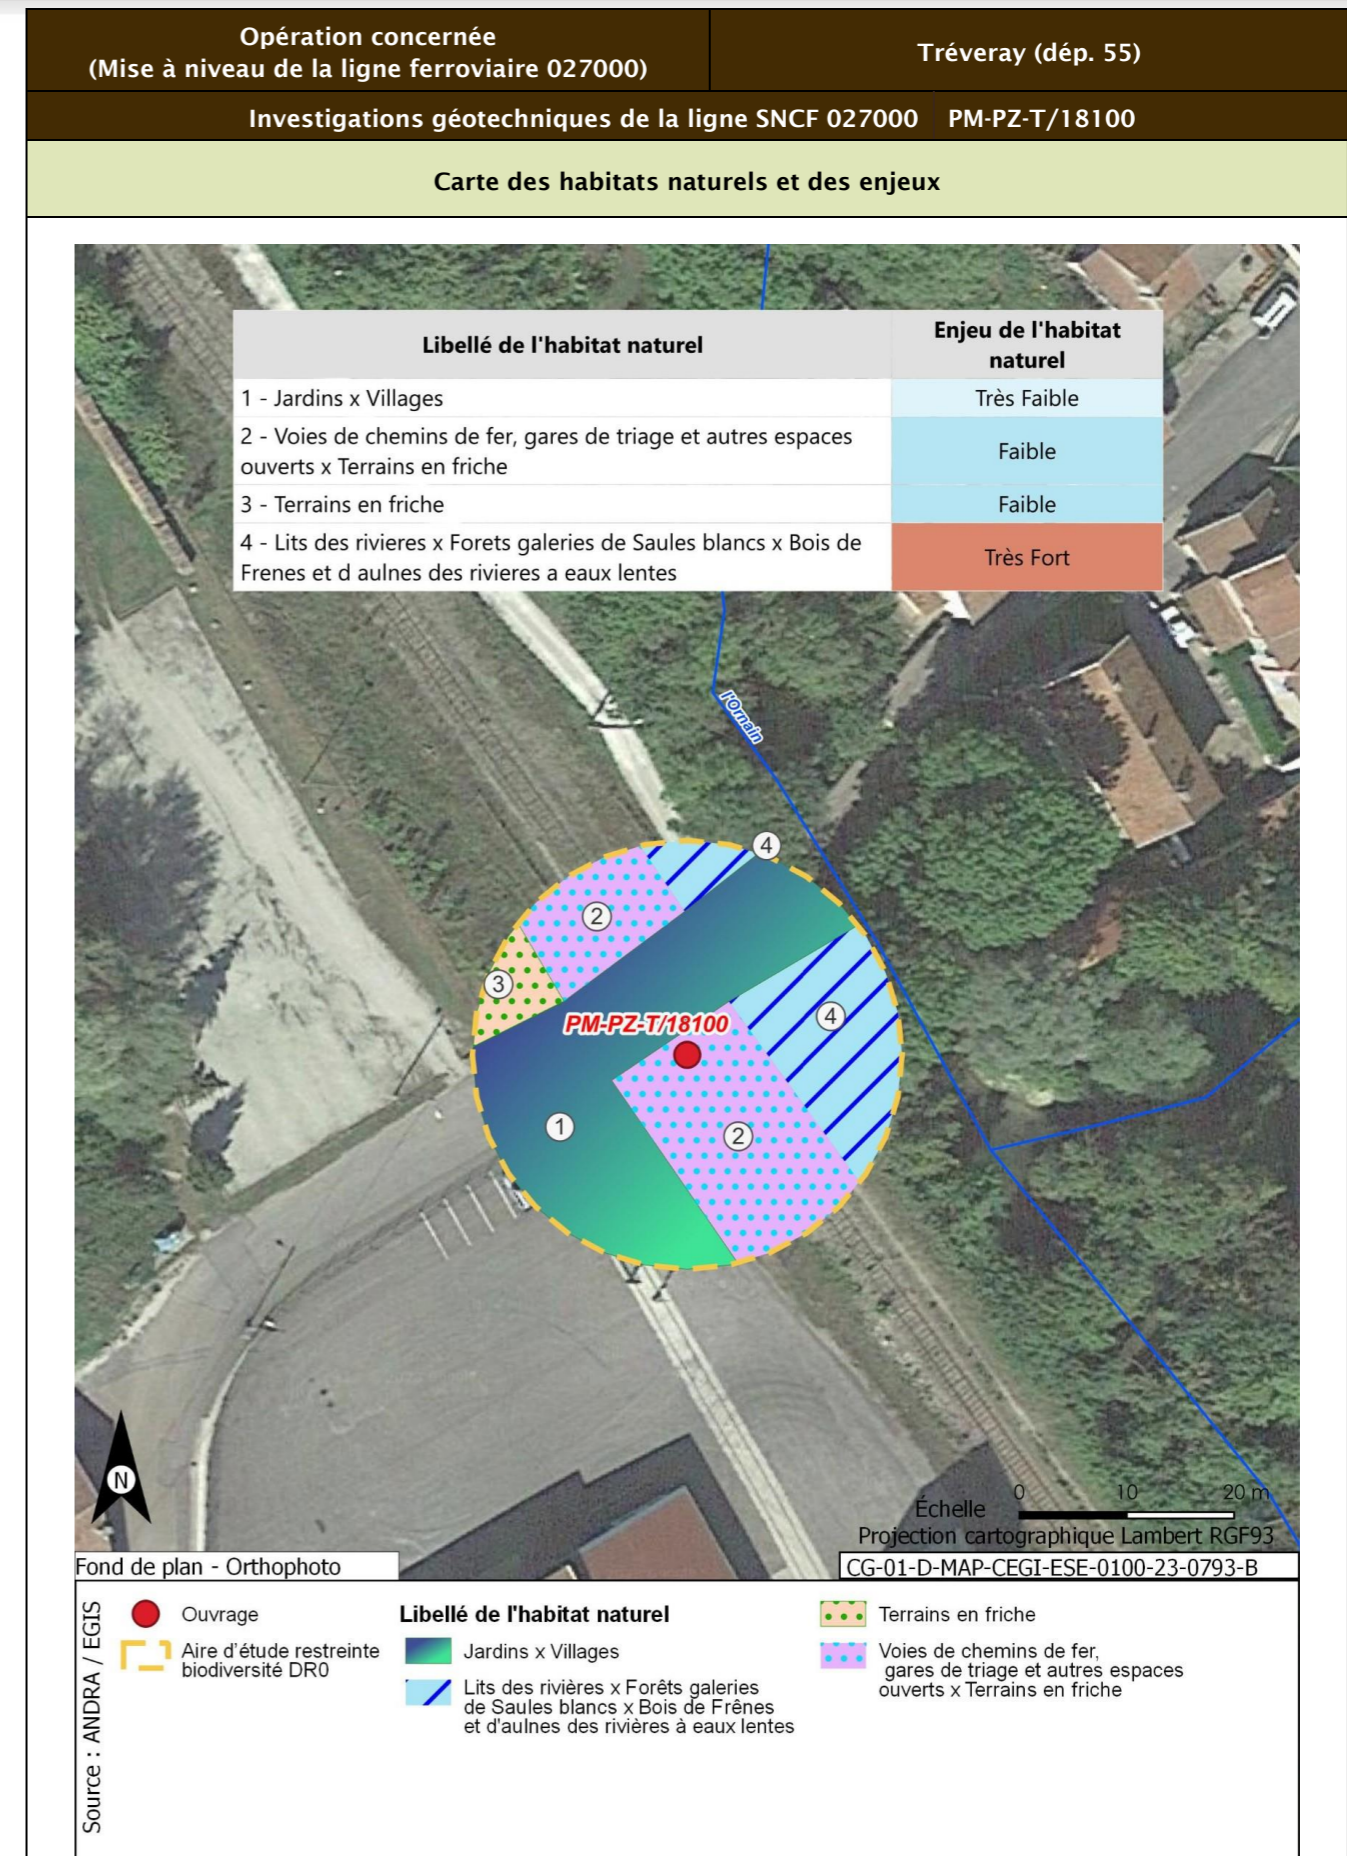 Opération concernée
(Mise à niveau de la ligne ferroviaire 027000)
Tréveray (dép. 55)
Investigations géotechniques de la ligne SNCF 027000 PM-PZ-T/18100
Carte des habitats naturels et des enjeux
Libellé de l'habitat naturel
Enjeu de l'habitat
naturel
1 - Jardins x Villages
Très Faible
2 - Voies de chemins de fer, gares de triage et autres espaces
ouverts x Terrains en friche
Faible
3 - Terrains en friche
Faible
4 - Lits des rivieres x Forets galeries de Saules blancs x Bois de
Frenes et d aulnes des rivieres a eaux lentes
Très Fort
l'Ornain
4
2
3
PM-PZ-T/18100
4
1
2
N
0 10 20 m
Échelle
Projection cartographique Lambert RGF93
Fond de plan - Orthophoto
CG-01-D-MAP-CEGI-ESE-0100-23-0793-B
Source : ANDRA / EGIS
Ouvrage
Aire d'étude restreinte
biodiversité DR0
Libellé de l'habitat naturel
Jardins x Villages
Lits des rivières x Forêts galeries
de Saules blancs x Bois de Frênes
et d'aulnes des rivières à eaux lentes
Terrains en friche
Voies de chemins de fer,
gares de triage et autres espaces
ouverts x Terrains en friche